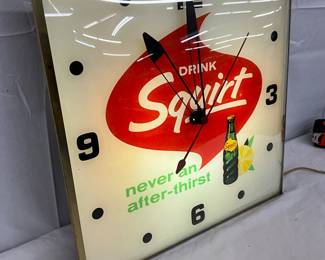 DRINK
Squirt
3
9
never an
after-thirst
6